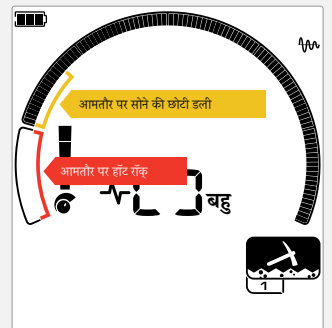 आमतौर पर सोने की छोटी डली
आमतौर पर हॉट रॉक्
बहु
1